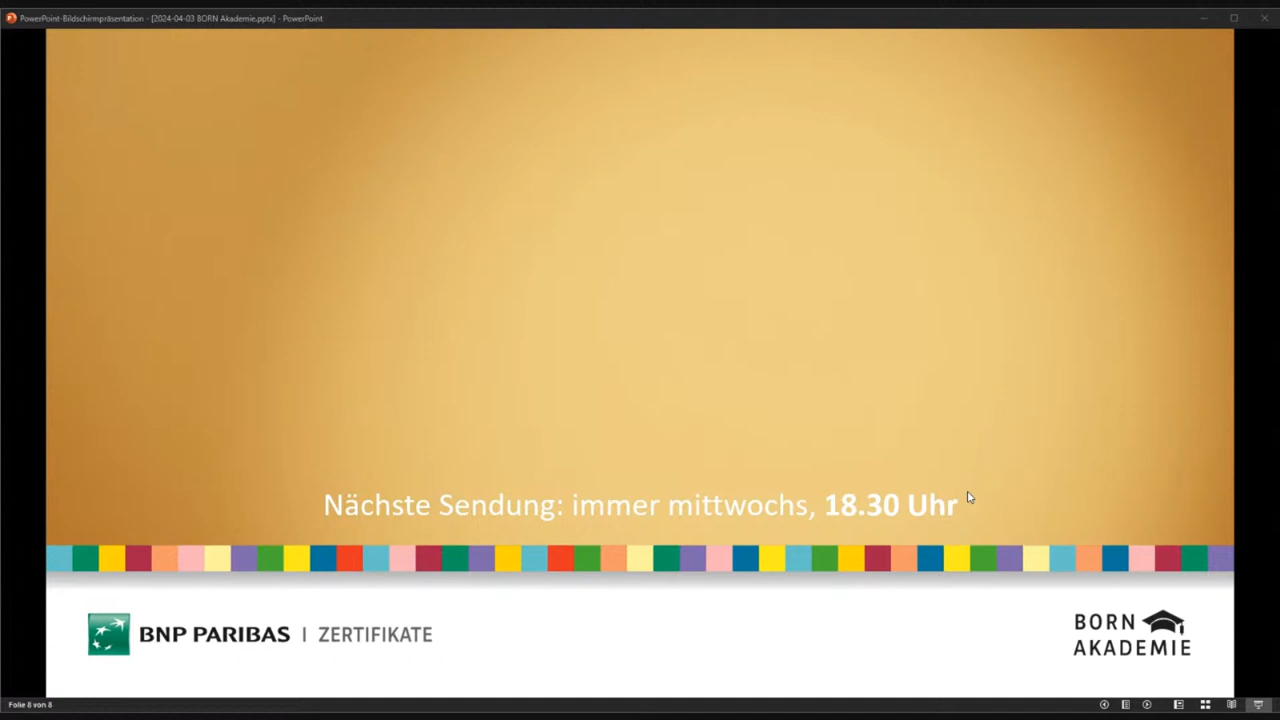 PowerPoint-Bildschirmpräsentation - [2024-04-03 BORN Akademie.pptx] - PowerPoint
Nächste Sendung: immer mittwochs, 18.30 Uhr
BNP PARIBAS | ZERTIFIKATE
BORN
AKADEMIE
Folie 8 von 8